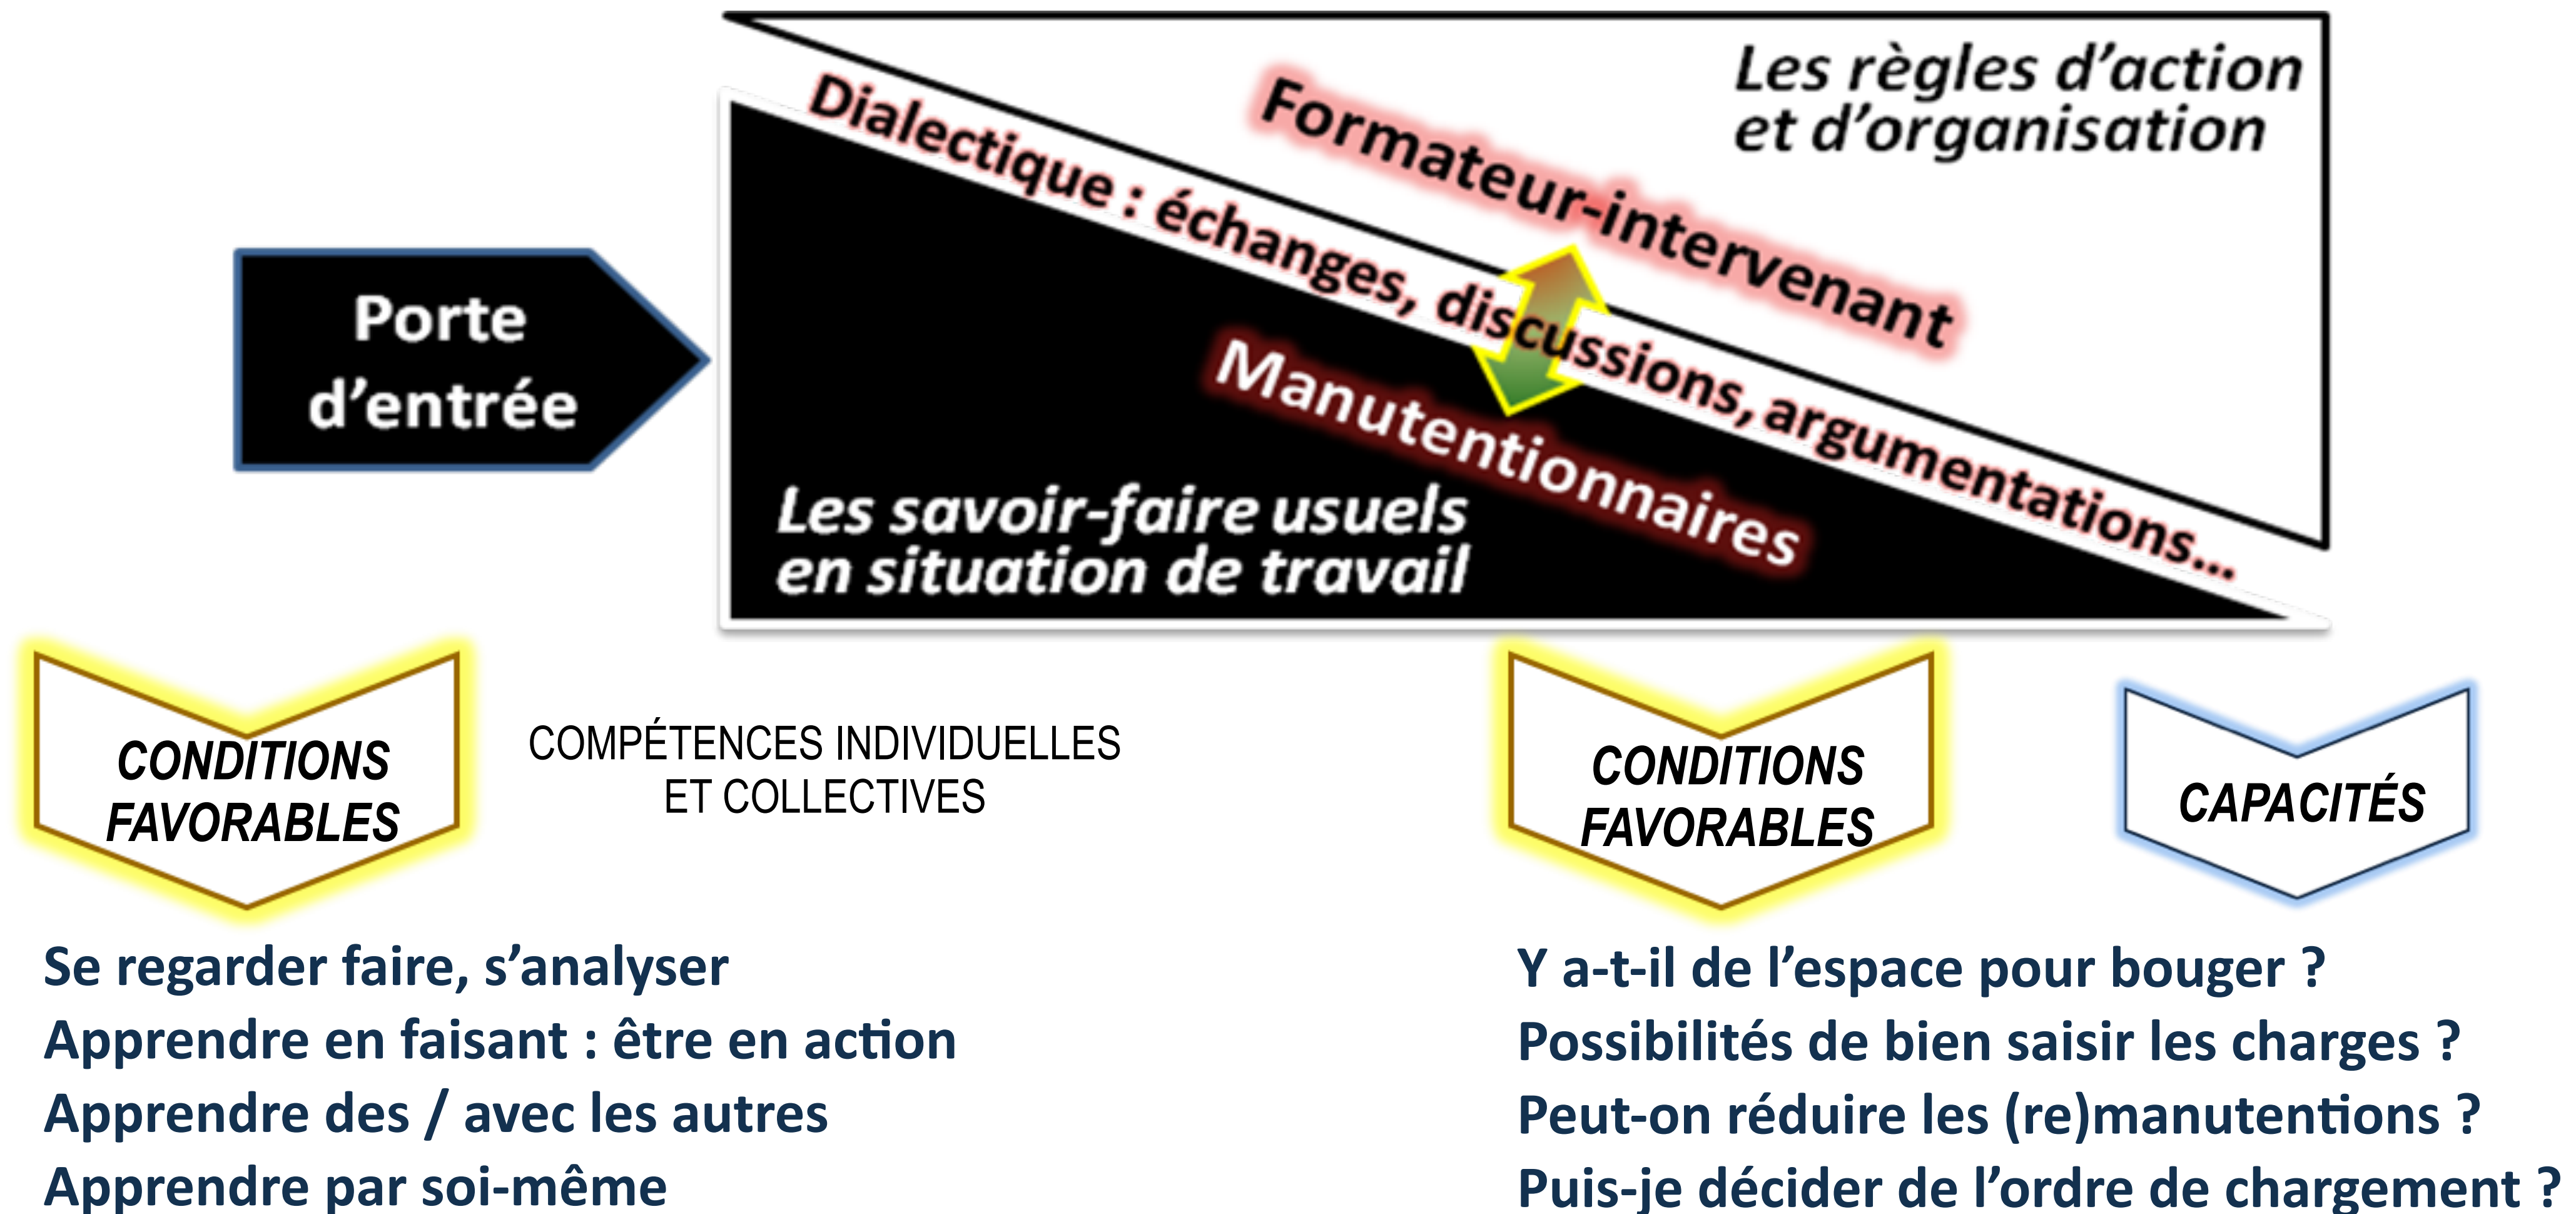 Les règles d'action
et d'organisation
Formateur-intervenant
Dialectique : échanges, discussions, argumentations...
Manutentionnaires
Porte
d'entrée
Les savoir-faire usuels
en situation de travail
CONDITIONS
FAVORABLES
COMPÉTENCES INDIVIDUELLES
ET COLLECTIVES
CONDITIONS
FAVORABLES
CAPACITÉS
Se regarder faire, s'analyser
Apprendre en faisant : être en action
Apprendre des / avec les autres
Apprendre par soi-même
Y a-t-il de l'espace pour bouger ?
Possibilités de bien saisir les charges ?
Peut-on réduire les (re)manutentions ?
Puis-je décider de l'ordre de chargement ?